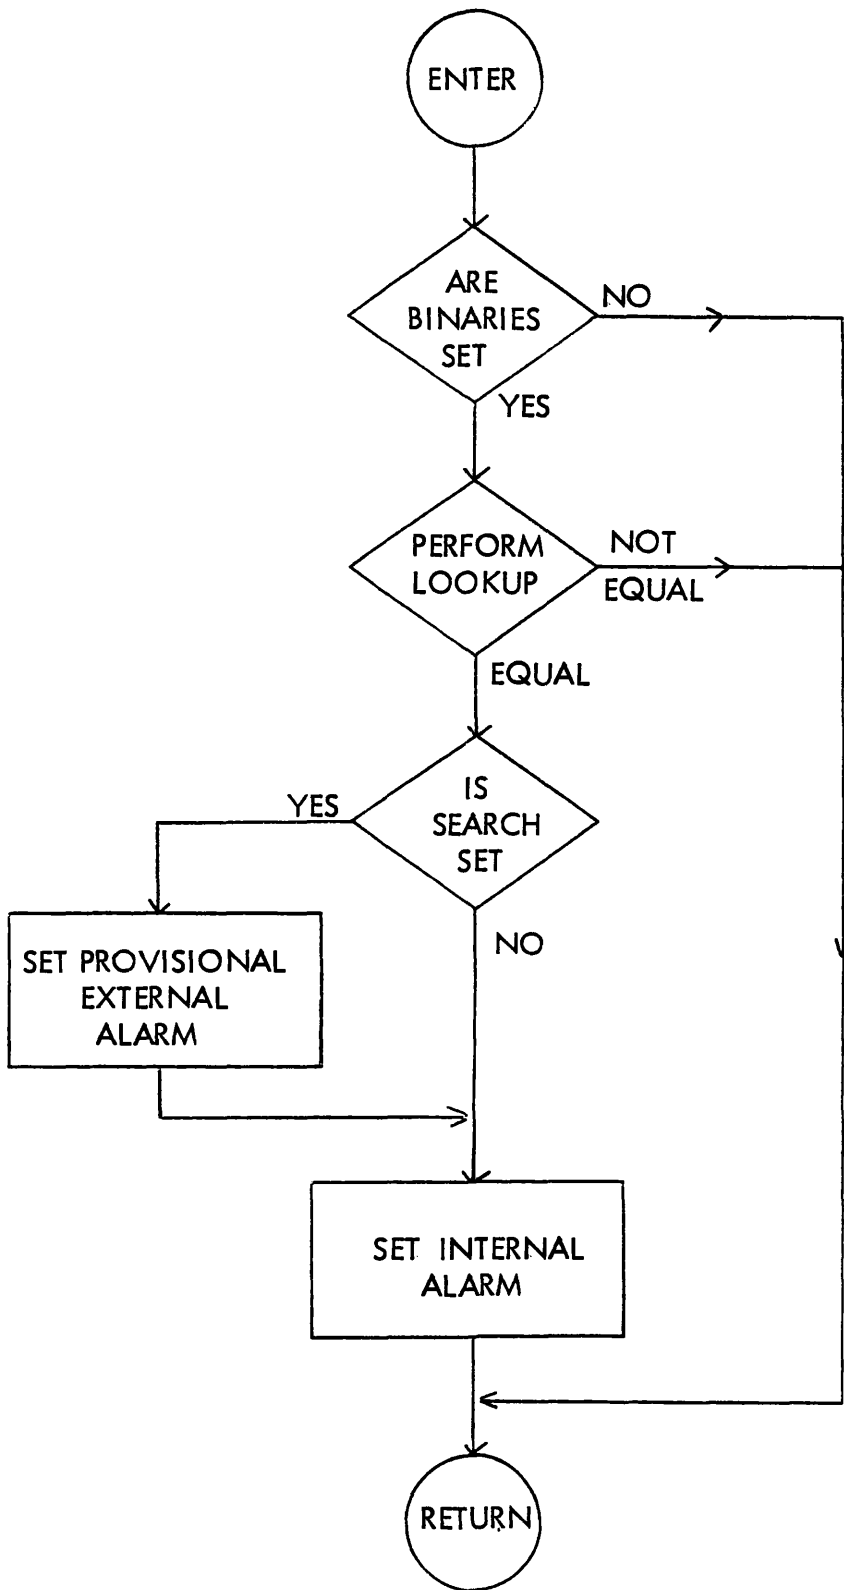 ENTER
ARE
BINARIES
SET
NO
YES
PERFORM
LOOKUP
NOT
EQUAL
EQUAL
IS
SEARCH
SET
YES
NO
SET PROVISIONAL
EXTERNAL
ALARM
SET INTERNAL
ALARM
RETURN